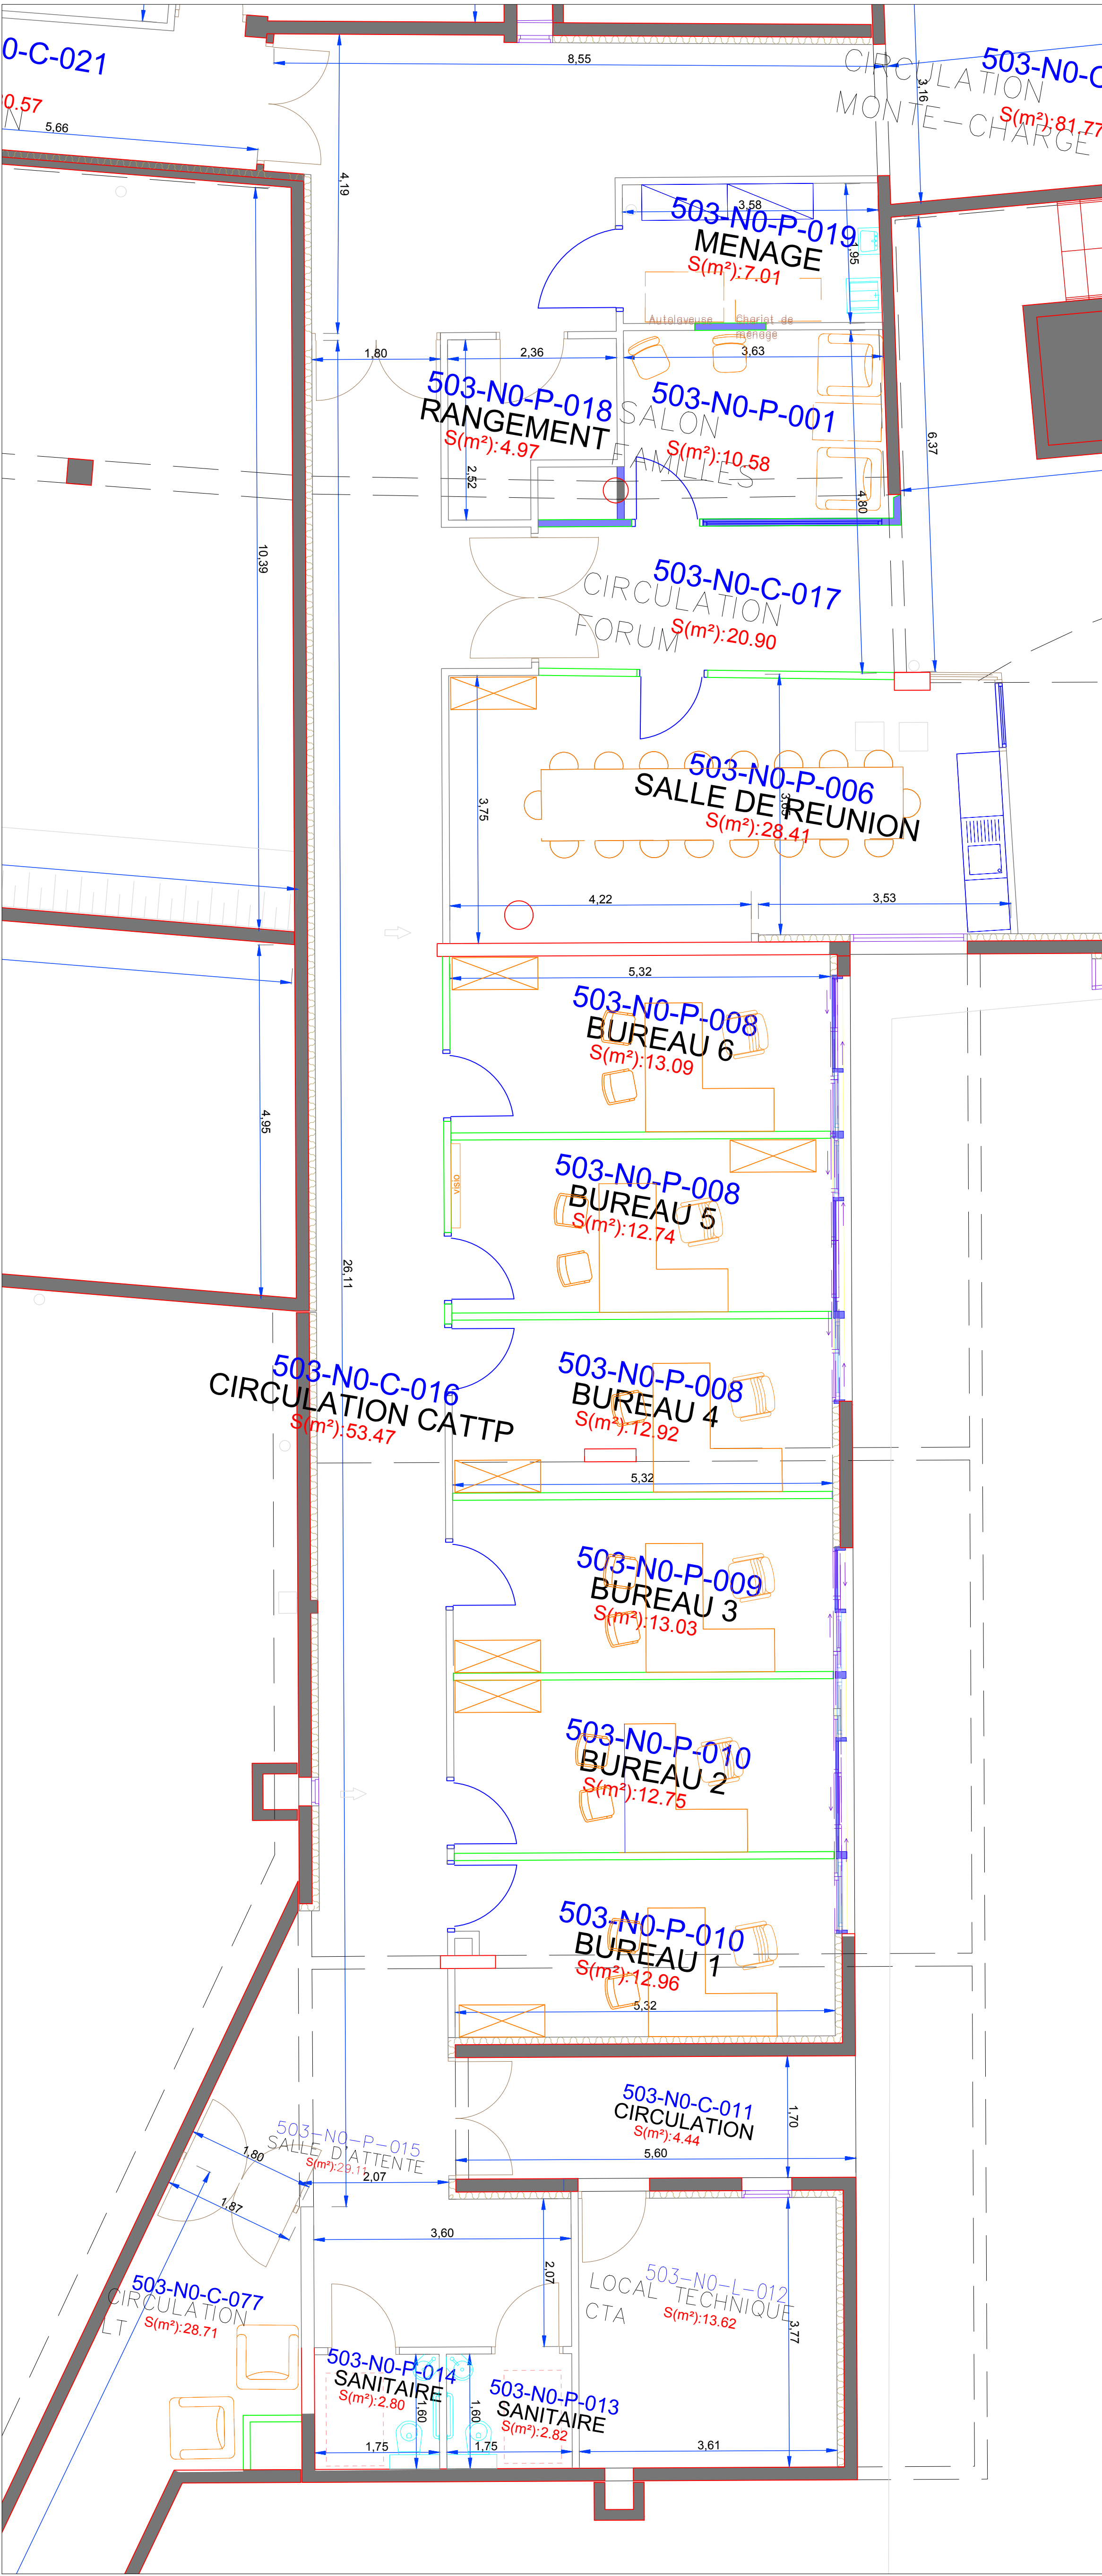 0-C-021
0.57
N
5,66
8,55
CIRCULATION
503-N0-C
MONTE-CHARGE
S(m²):81.77
3,16
4,19
503-N0-P-019
MENAGE
S(m²):7.01
3,58
1,95
Autolaveuse
Chariot de
ménage
1,80
2,36
3,63
503-N0-P-018
RANGEMENT
S(m²):4.97
2,52
503-N0-P-001
SALON
FAMILLES
S(m²):10.58
4,80
6,37
10,39
503-N0-C-017
CIRCULATION
FORUM
S(m²):20.90
503-N0-P-006
SALLE DE REUNION
S(m²):28.41
3,75
4,22
3,53
5,32
503-N0-P-008
BUREAU 6
S(m²):13.09
4,95
503-N0-P-008
BUREAU 5
S(m²):12.74
VISIO
26,11
503-N0-C-016
CIRCULATION CATTP
S(m²):53.47
503-N0-P-008
BUREAU 4
S(m²):12.92
5,32
503-N0-P-009
BUREAU 3
S(m²):13.03
503-N0-P-010
BUREAU 2
S(m²):12.75
503-N0-P-010
BUREAU 1
S(m²):12.96
5,32
503-N0-C-011
CIRCULATION
S(m²):4.44
1,70
5,60
503-N0-P-015
SALLE D'ATTENTE
S(m²):29.11
1,80
2,07
1,87
3,60
2,07
503-N0-L-012
LOCAL TECHNIQUE
CTA
S(m²):13.62
3,77
503-N0-C-077
CIRCULATION
LT
S(m²):28.71
503-N0-P-014
SANITAIRE
S(m²):2.80
1,60
503-N0-P-013
SANITAIRE
S(m²):2.82
1,60
1,75
1,75
3,61